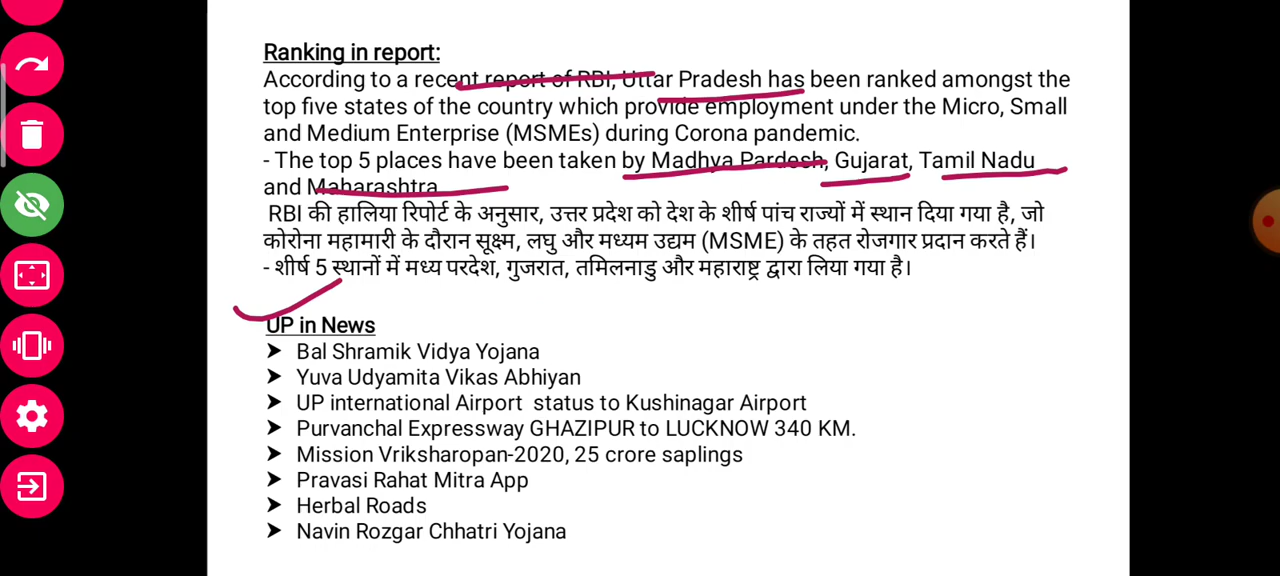 Ranking in report:
According to a recent report of RBI, Uttar Pradesh has been ranked amongst the
top five states of the country which provide employment under the Micro, Small
and Medium Enterprise (MSMEs) during Corona pandemic.
- The top 5 places have been taken by Madhya Pardesh, Gujarat, Tamil Nadu
and Maharashtra
RBI की हालिया रिपोर्ट के अनुसार, उत्तर प्रदेश को देश के शीर्ष पांच राज्यों में स्थान दिया गया है, जो
कोरोना महामारी के दौरान सूक्ष्म, लघु और मध्यम उद्यम (MSME) के तहत रोजगार प्रदान करते हैं।
- शीर्ष 5 स्थानों में मध्य परदेश, गुजरात, तमिलनाडु और महाराष्ट्र द्वारा लिया गया है।
UP in News
➤ Bal Shramik Vidya Yojana
➤ Yuva Udyamita Vikas Abhiyan
➤ UP international Airport status to Kushinagar Airport
➤ Purvanchal Expressway GHAZIPUR to LUCKNOW 340 KM.
➤ Mission Vriksharopan-2020, 25 crore saplings
➤ Pravasi Rahat Mitra App
➤ Herbal Roads
➤ Navin Rozgar Chhatri Yojana